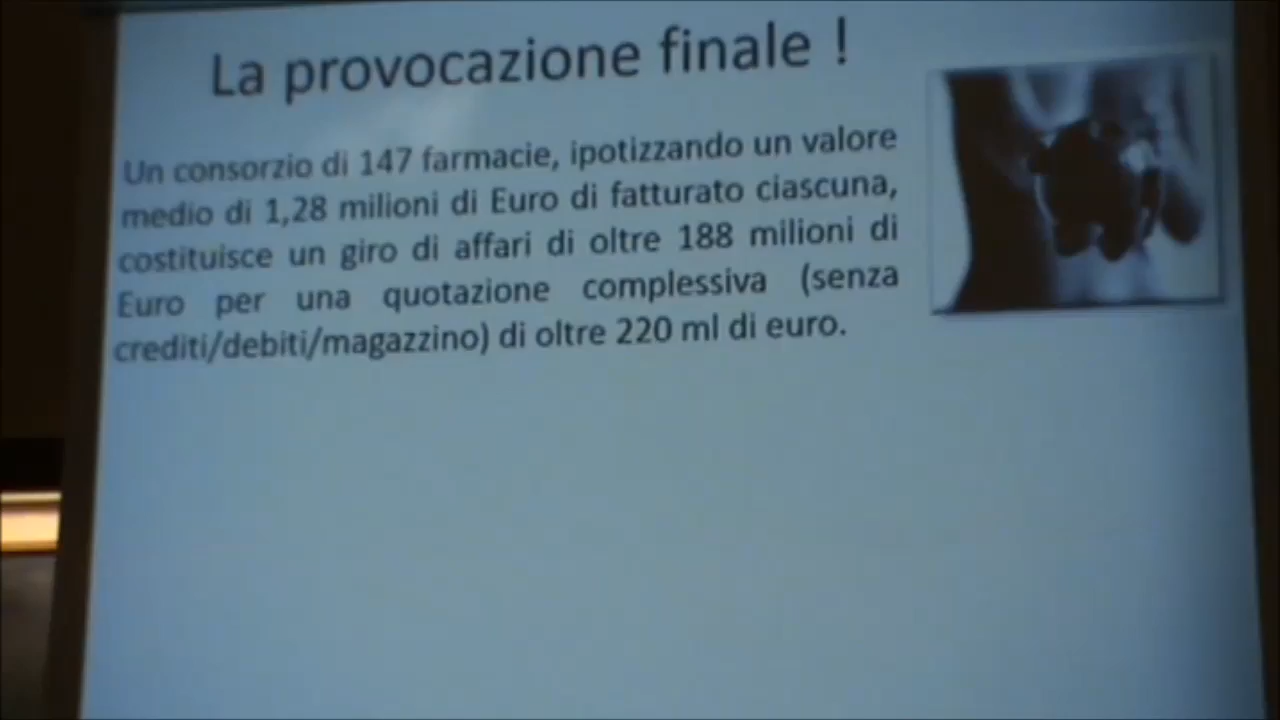 La provocazione finale !
Un consorzio di 147 farmacie, ipotizzando un valore
medio di 1,28 milioni di Euro di fatturato ciascuna,
costituisce un giro di affari di oltre 188 milioni di
Euro per una quotazione complessiva (senza
crediti/debiti/magazzino) di oltre 220 ml di euro.